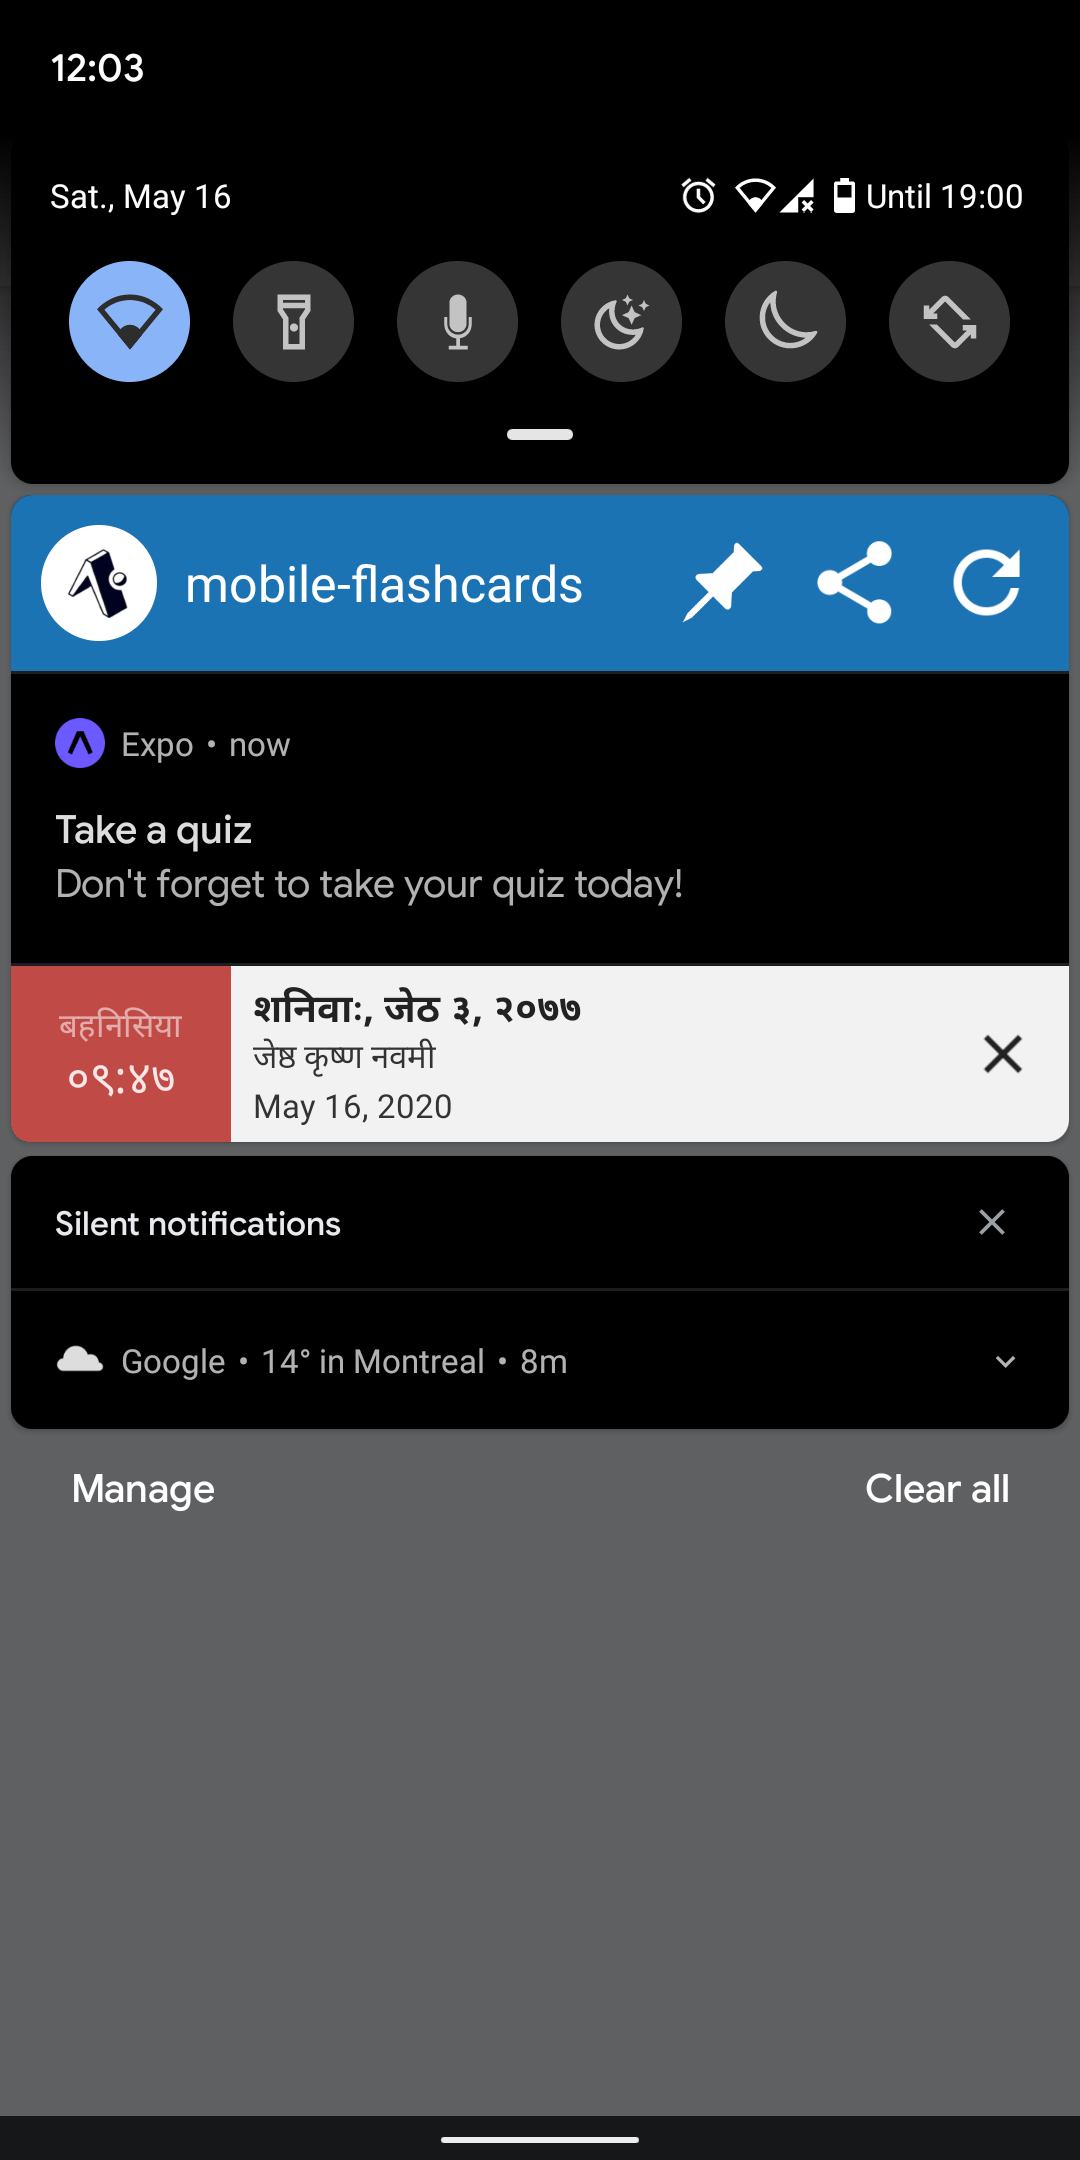 12:03
Sat., May 16
Until 19:00
mobile-flashcards
Expo • now
Take a quiz
Don't forget to take your quiz today!
बहनिसिया
०९:४७
शनिवाः, जेठ ३, २०७७
जेष्ठ कृष्ण नवमी
May 16, 2020
Silent notifications
Google • 14° in Montreal • 8m
Manage
Clear all